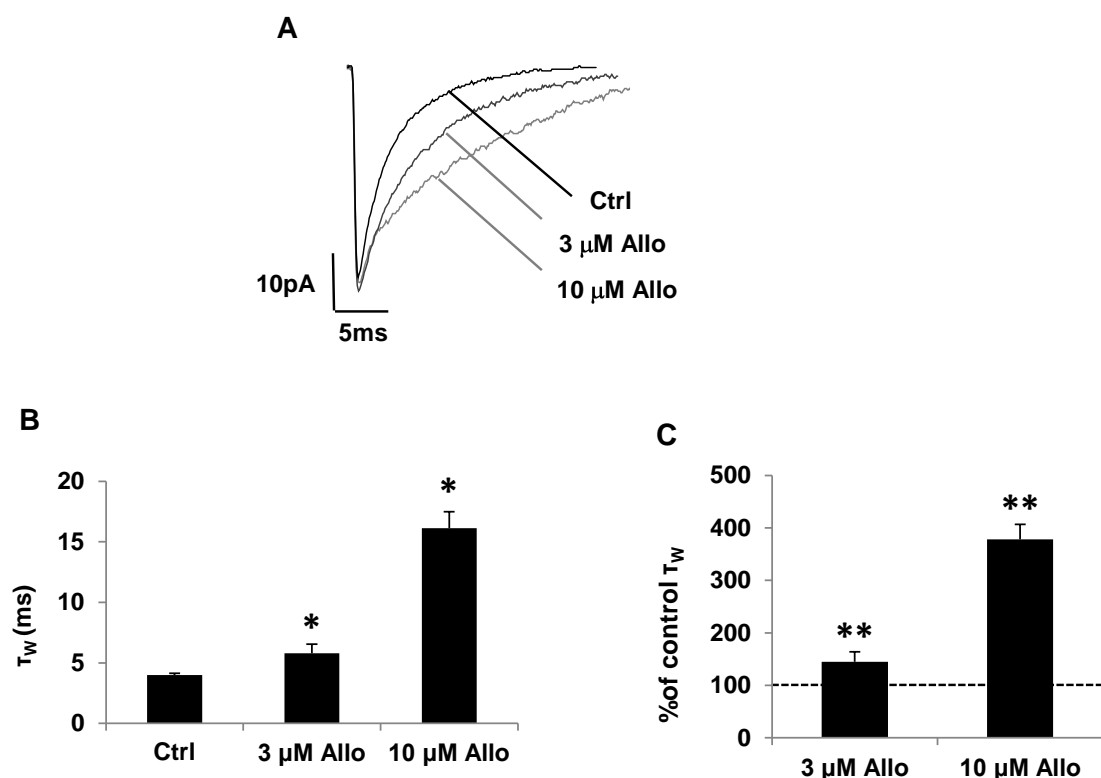 A
Ctrl
3 μM Allo
10pA
10 μM Allo
5ms
B
τw (ms)
20
15
10
5
0
*
*
Ctrl
3 μM Allo
10 μM Allo
C
%of control τw
500
400
300
200
100
0
**
**
3 μM Allo
10 μM Allo